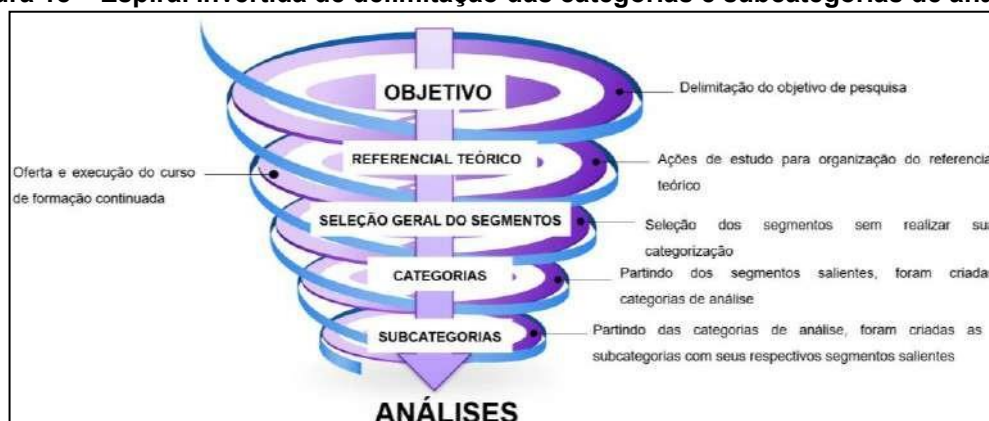 Espiral invertida de delimitação das categorias e subcategorias de
OBJETIVO
Delimitação do objetivo de pesquisa
REFERENCIAL TEÓRICO
Oferta e execução do curso
de formação continuada
Ações de estudo para organização do referencia
teórico
SELEÇÃO GERAL DO SEGMENTOS
Seleção dos segmentos sem realizar sua
categorização
CATEGORIAS
Partindo dos segmentos salientes, foram criada
categorias de análise
SUBCATEGORIAS
Partindo das categorias de análise, foram criadas as
subcategorias com seus respectivos segmentos salientes
ANÁLISES